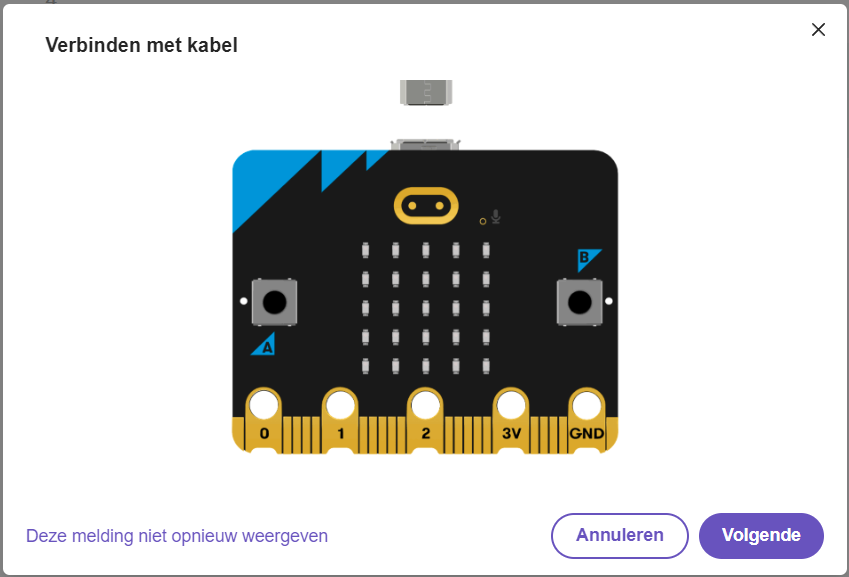 Verbinden met kabel
B
A
0 1 2 3V GND
Deze melding niet opnieuw weergeven
Annuleren
Volgende